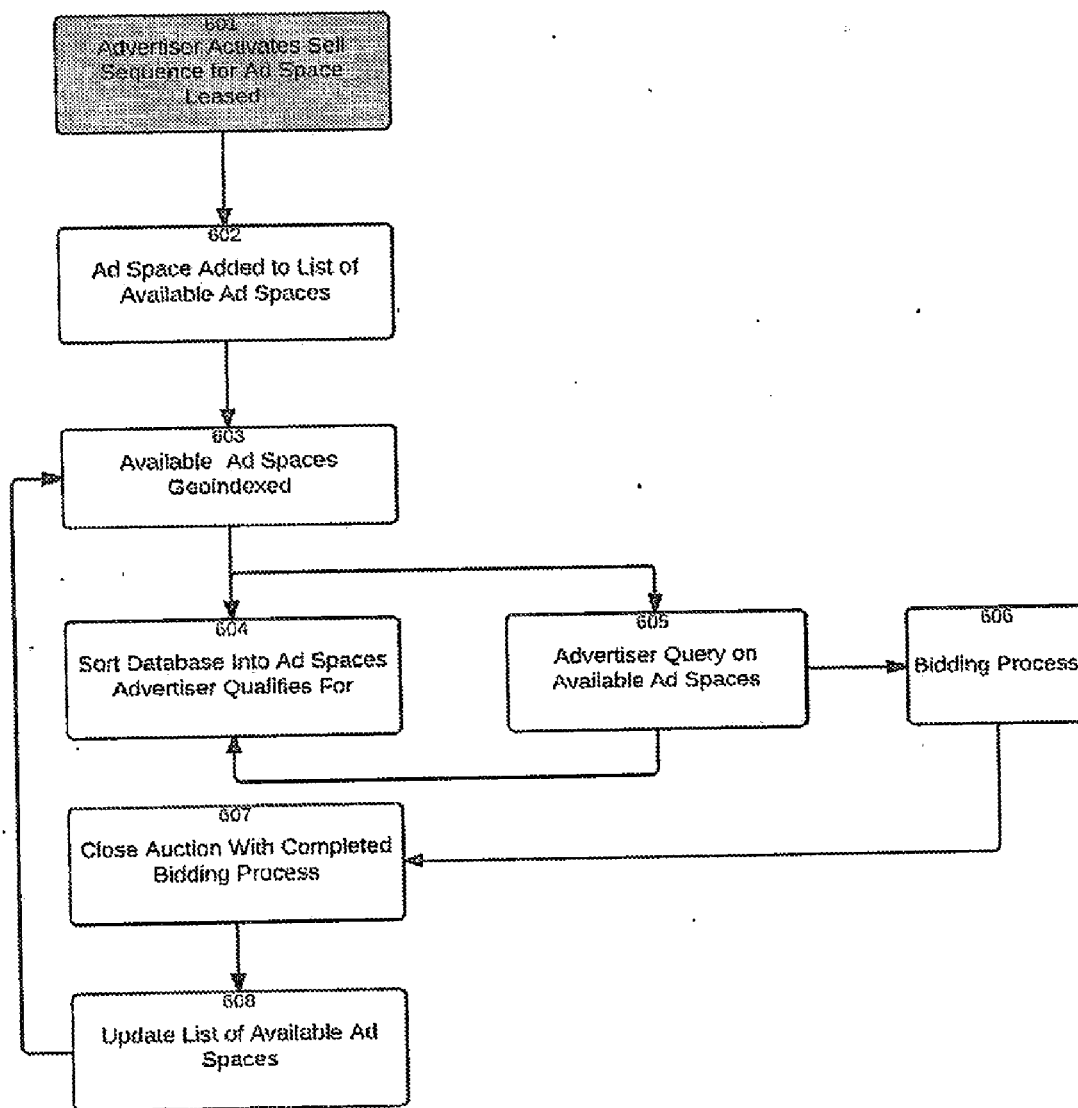 601
Advertiser Activates Sell
Sequence for Ad Space
Leased
602
Ad Space Added to List of
Available Ad Spaces
603
Available Ad Spaces
Geoindexed
604
Sort Database Into Ad Spaces
Advertiser Qualifies For
605
Advertiser Query on
Available Ad Spaces
606
Bidding Process
607
Close Auction With Completed
Bidding Process
608
Update List of Available Ad
Spaces